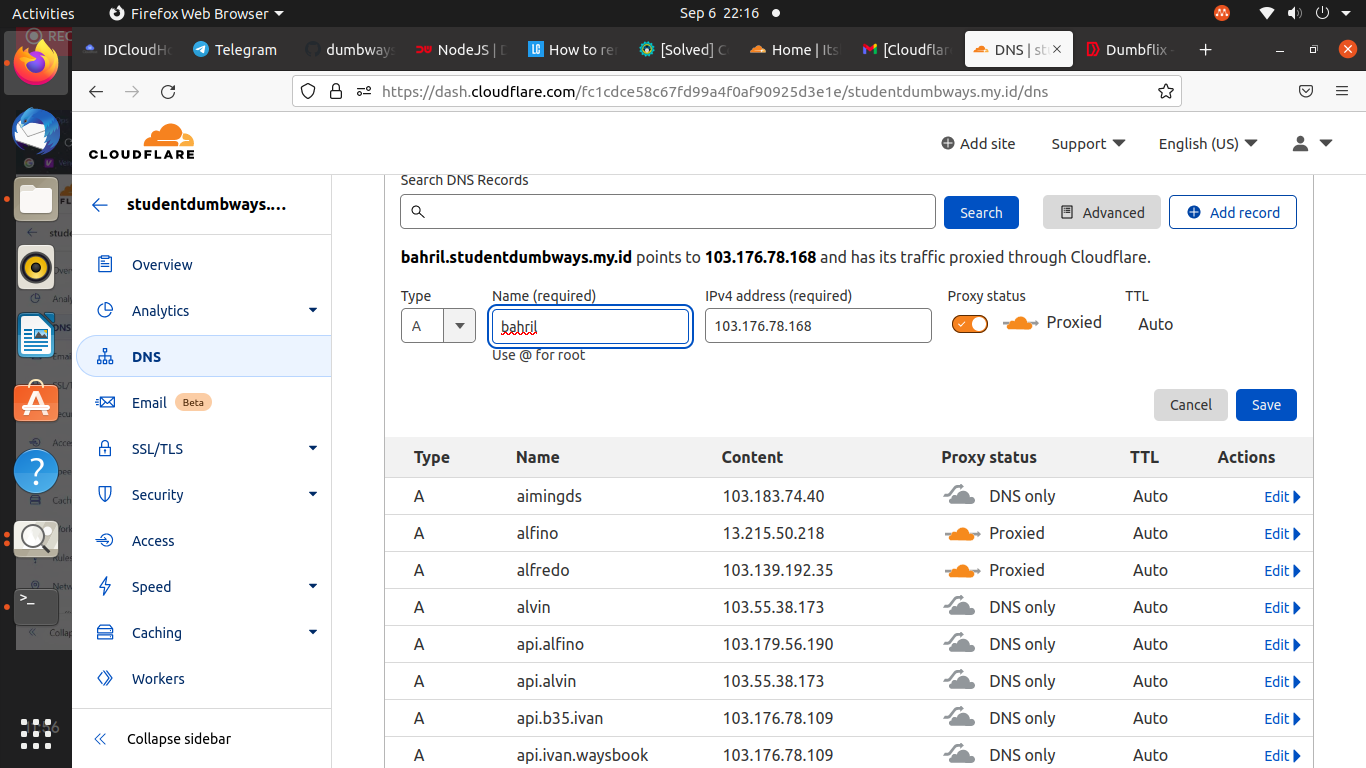 Activities
Firefox Web Browser
Sep 6 22:16
REC
IDCloudHo
Telegram
dumbways
NodeJS | D
How to re
[Solved] C
Home | Its
[Cloudflar
DNS | st
Dumbflix -
https://dash.cloudflare.com/fc1cdce58c67fd99a4f0af90925d3e1e/studentdumbways.my.id/dns
CLOUDFLARE
Add site
Support
English (US)
studentdumbways....
Overview
Analytics
DNS
Email Beta
SSL/TLS
Security
Access
Speed
Caching
Workers
Collapse sidebar
Search DNS Records
Search
Advanced
Add record
bahril.studentdumbways.my.id points to 103.176.78.168 and has its traffic proxied through Cloudflare.
Type Name (required) IPv4 address (required) Proxy status TTL
A bahril 103.176.78.168 Proxied Auto
Use @ for root
Cancel Save
Type Name Content Proxy status TTL Actions
A aimingds 103.183.74.40 DNS only Auto Edit
A alfino 13.215.50.218 Proxied Auto Edit
A alfredo 103.139.192.35 Proxied Auto Edit
A alvin 103.55.38.173 DNS only Auto Edit
A api.alfino 103.179.56.190 DNS only Auto Edit
A api.alvin 103.55.38.173 DNS only Auto Edit
A api.b35.ivan 103.176.78.109 DNS only Auto Edit
A api.ivan.waysbook 103.176.78.109 DNS only Auto Edit